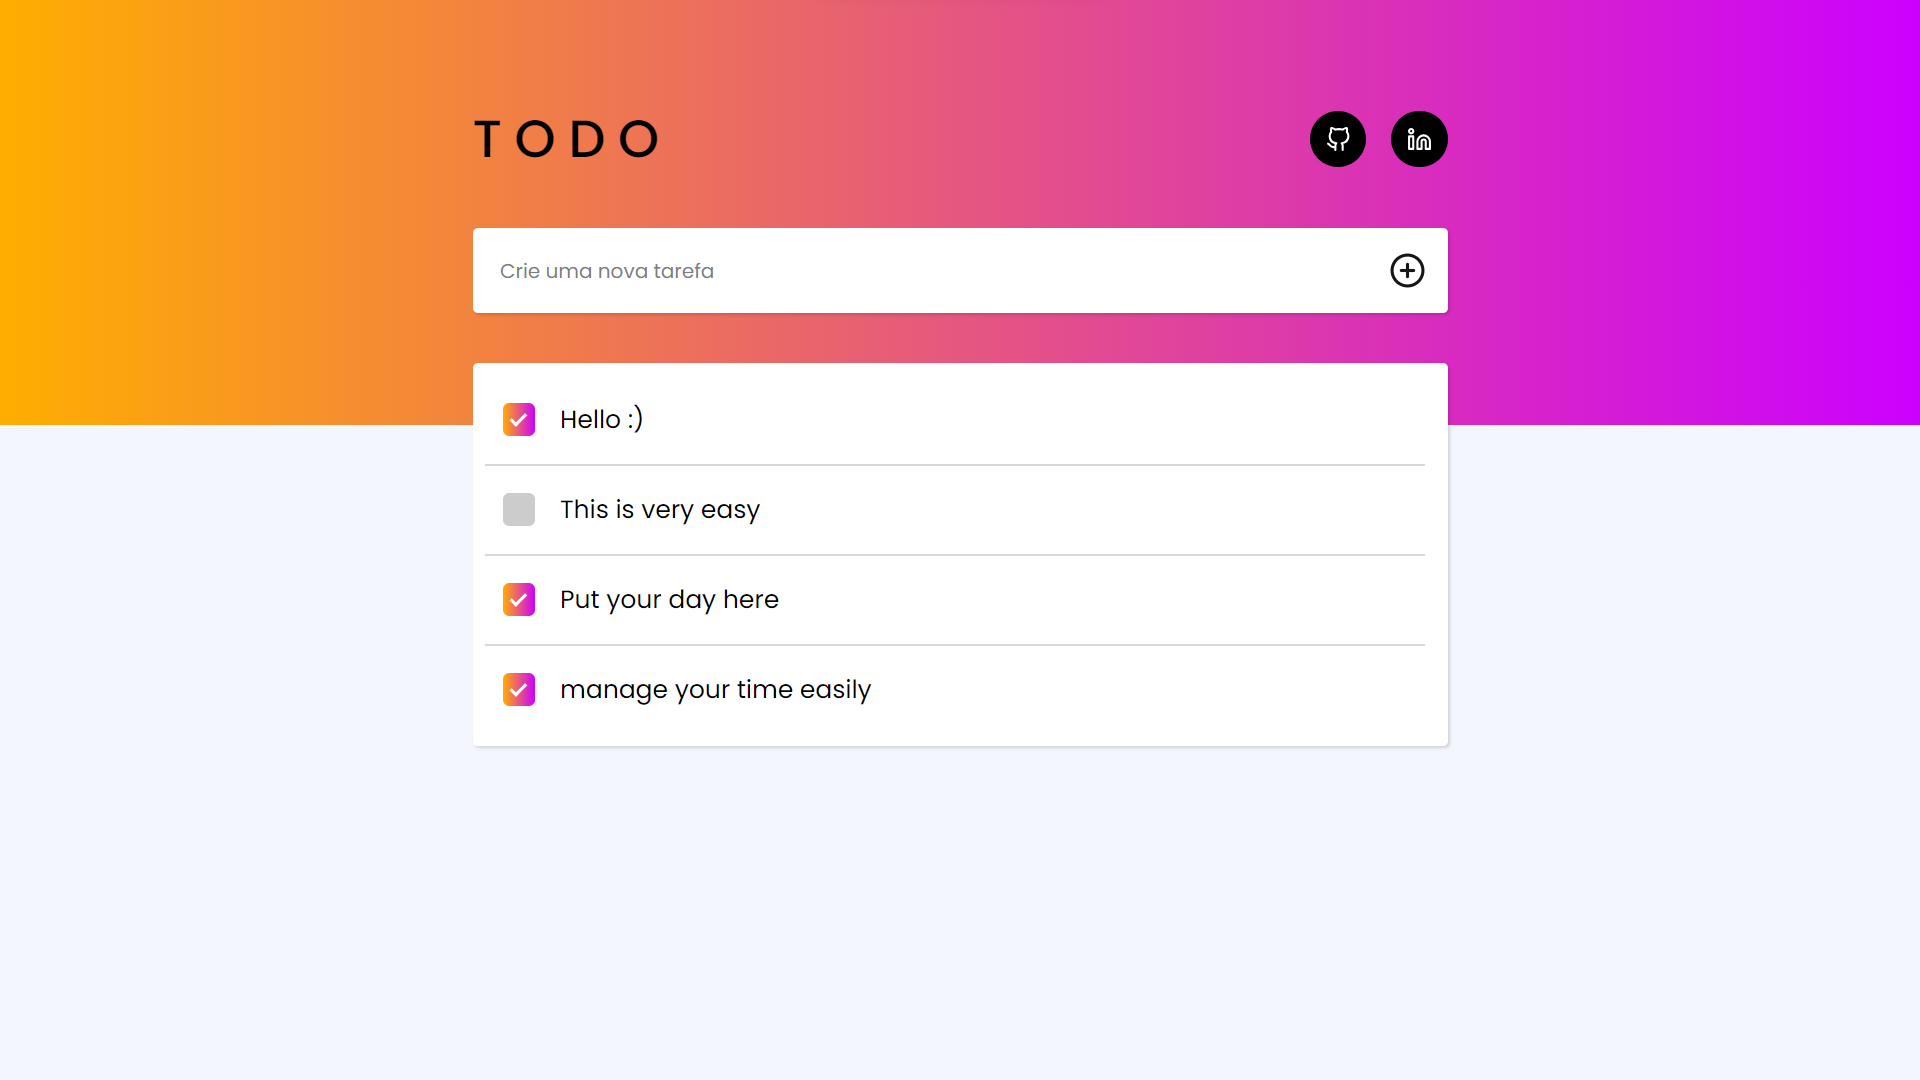 TODO
Crie uma nova tarefa
Hello :)
This is very easy
Put your day here
manage your time easily